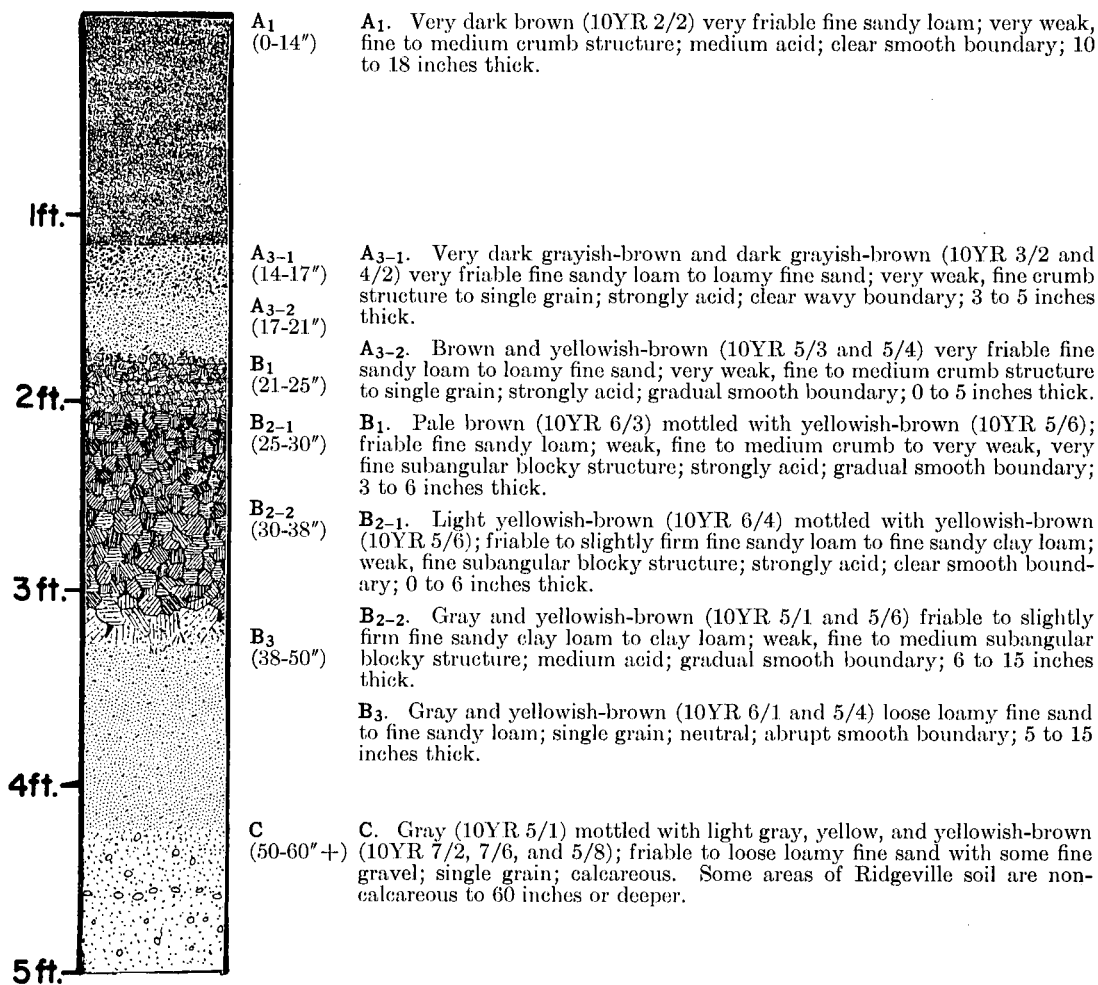 A1
(0-14″)
A1. Very dark brown (10YR 2/2) very friable fine sandy loam; very weak,
fine to medium crumb structure; medium acid; clear smooth boundary; 10
to 18 inches thick.
1ft.
A3–1
(14-17″)
A3–1. Very dark grayish-brown and dark grayish-brown (10YR 3/2 and
4/2) very friable fine sandy loam to loamy fine sand; very weak, fine crumb
structure to single grain; strongly acid; clear wavy boundary; 3 to 5 inches
thick.
A3–2
(17-21″)
A3–2. Brown and yellowish-brown (10YR 5/3 and 5/4) very friable fine
sandy loam to loamy fine sand; very weak, fine to medium crumb structure
to single grain; strongly acid; gradual smooth boundary; 0 to 5 inches thick.
B1
(21-25″)
2ft.
B1. Pale brown (10YR 6/3) mottled with yellowish-brown (10YR 5/6);
friable fine sandy loam; weak, fine to medium crumb to very weak, very
fine subangular blocky structure; strongly acid; gradual smooth boundary;
3 to 6 inches thick.
B2–1
(25-30″)
B2–1. Light yellowish-brown (10YR 6/4) mottled with yellowish-brown
(10YR 5/6); friable to slightly firm fine sandy loam to fine sandy clay loam;
weak, fine subangular blocky structure; strongly acid; clear smooth bound-
ary; 0 to 6 inches thick.
B2–2
(30-38″)
3ft.
B2–2. Gray and yellowish-brown (10YR 5/1 and 5/6) friable to slightly
firm fine sandy clay loam to clay loam; weak, fine to medium subangular
blocky structure; medium acid; gradual smooth boundary; 6 to 15 inches
thick.
B3
(38-50″)
B3. Gray and yellowish-brown (10YR 6/1 and 5/4) loose loamy fine sand
to fine sandy loam; single grain; neutral; abrupt smooth boundary; 5 to 15
inches thick.
4ft.
C
(50-60″+)
C. Gray (10YR 5/1) mottled with light gray, yellow, and yellowish-brown
(10YR 7/2, 7/6, and 5/8); friable to loose loamy fine sand with some fine
gravel; single grain; calcareous. Some areas of Ridgeville soil are non-
calcareous to 60 inches or deeper.
5ft.